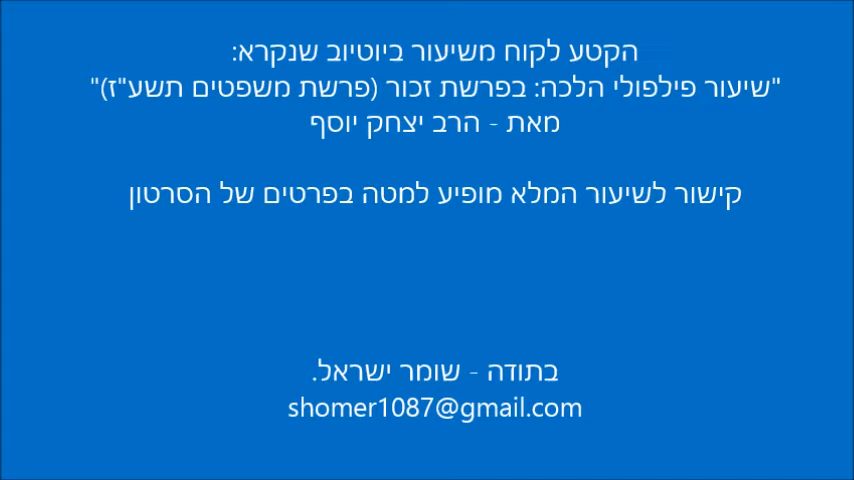 הקטע לקוח משיעור ביוטיוב שנקרא:
"שיעור פילפולי הלכה: בפרשת זכור (פרשת משפטים תשע"ז)"
מאת - הרב יצחק יוסף
קישור לשיעור המלא מופיע למטה בפרטים של הסרטון
בתודה - שומר ישראל.
shomer1087@gmail.com